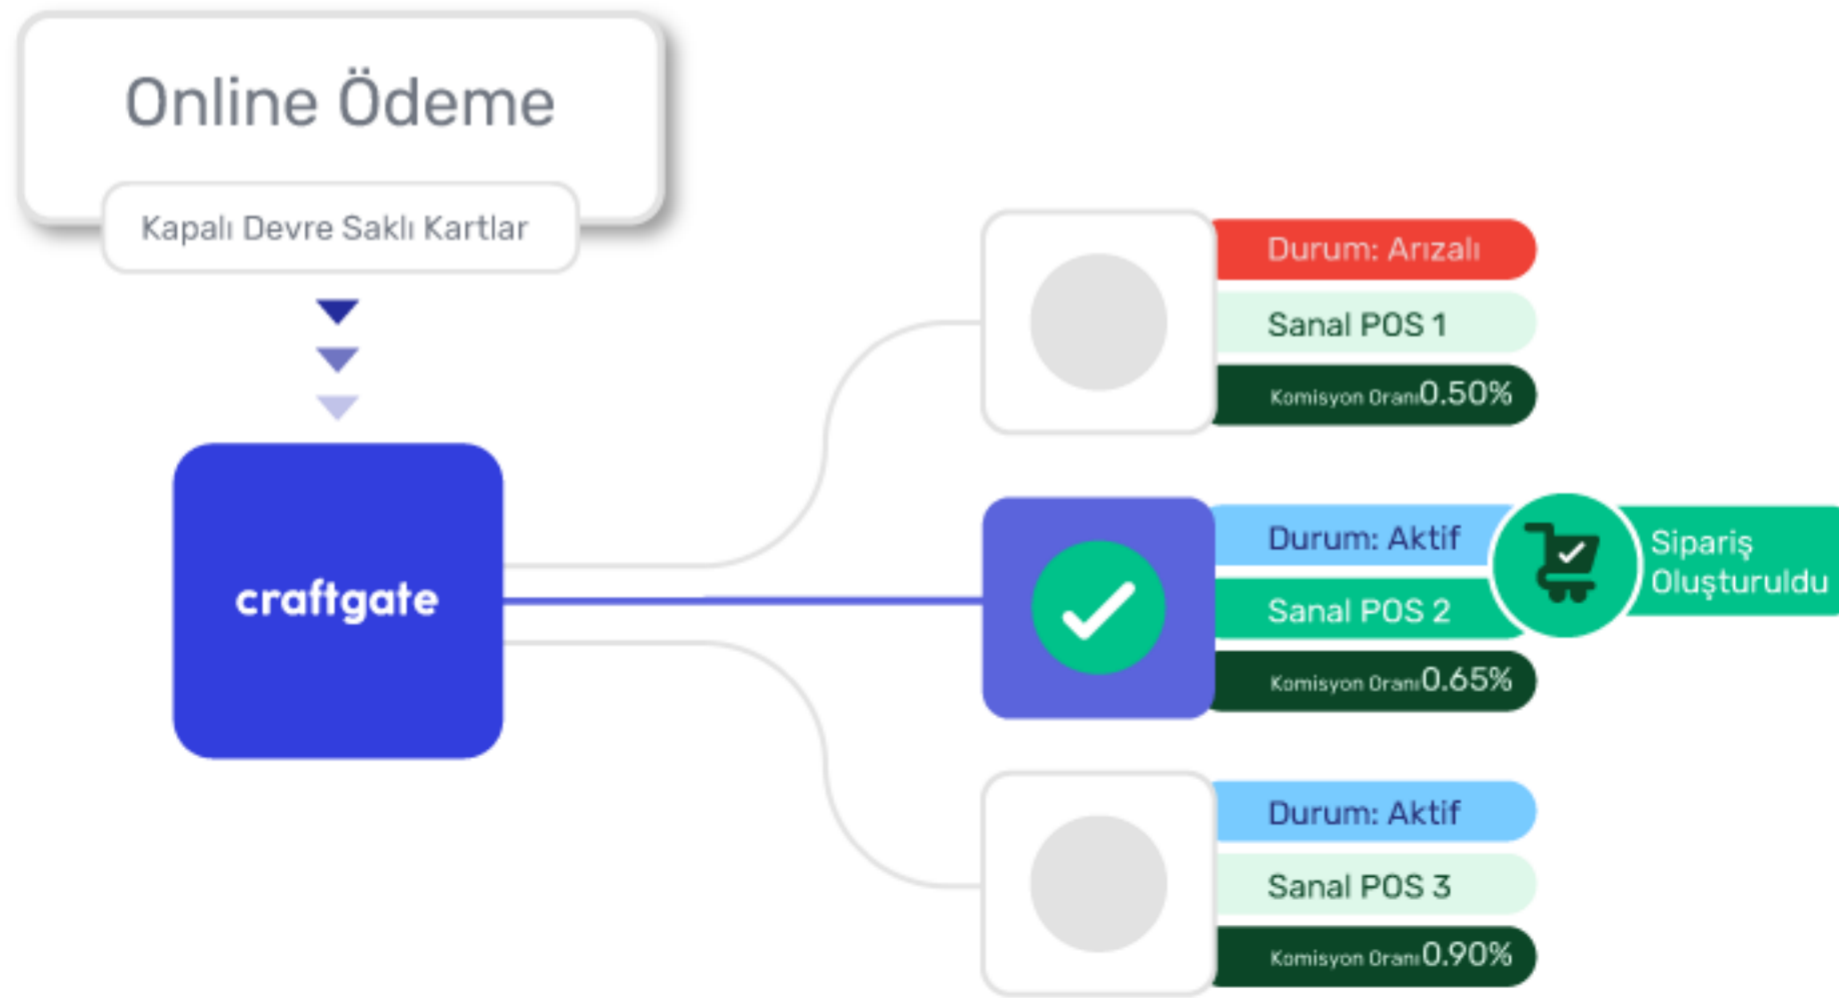 Online Ödeme
Kapalı Devre Saklı Kartlar
craftgate
Durum: Arızalı
Sanal POS 1
Komisyon Oranı 0.50%
Durum: Aktif
Sanal POS 2
Komisyon Oranı 0.65%
Sipariş
Oluşturuldu
Durum: Aktif
Sanal POS 3
Komisyon Oranı 0.90%